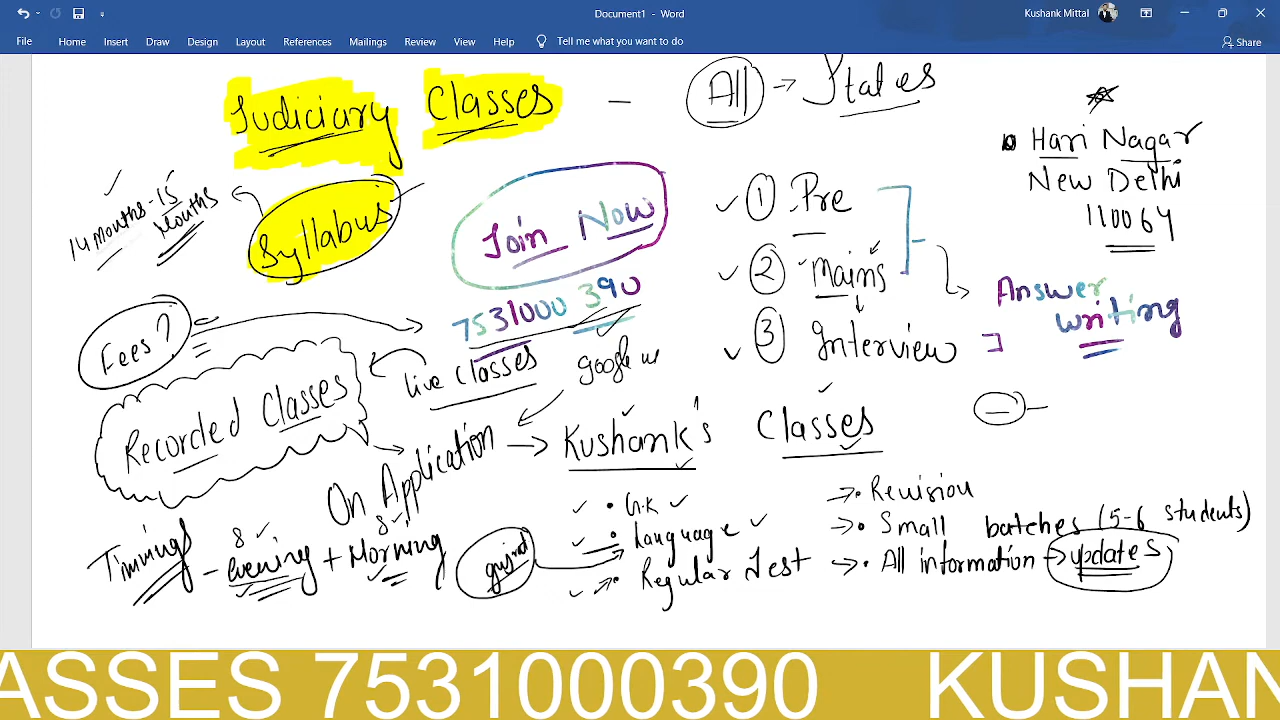 Document1 - Word
Kushank Mittal
File Home Insert Draw Design Layout References Mailings Review View Help Tell me what you want to do
Share
Judiciary Classes - All → States
Hari Nagar
New Delhi
110064
14 months - 15 months
Syllabus
Join Now
7531000390
① Pre
② Mains
③ Interview
Answer
writing
Fees?
live classes
google
Recorded Classes
On Application → Kushank's Classes
• G.K
• Language
• Regular Test
→ • Revision
→ • Small batches (5-6 students)
→ • All information → updates
Timings - 8 evening + 8 Morning
gujrat
ASSES 7531000390 KUSHAN